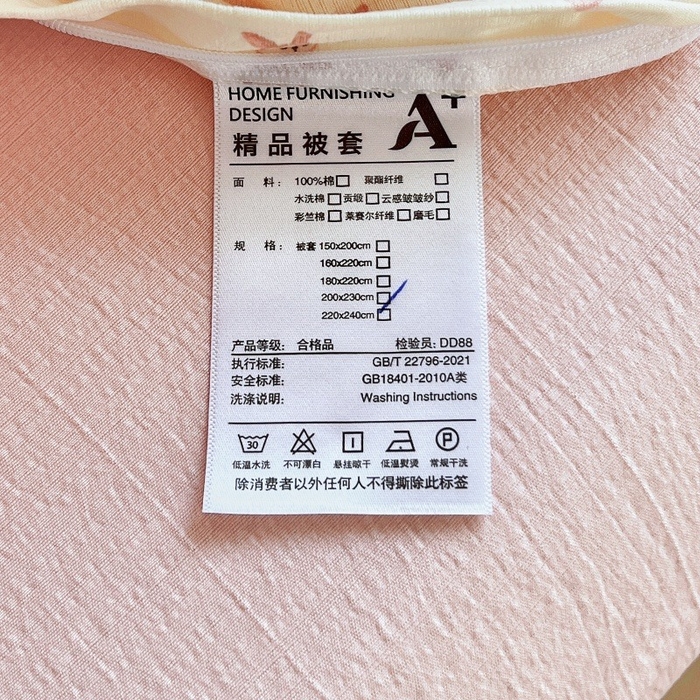 HOME FURNISHING
DESIGN
A+
精品被套
面 料: 100%棉□ 聚酯纤维 □
水洗棉□贡缎□云感皱皱纱□
彩竺棉□莱赛尔纤维□磨毛□
规 格: 被套 150x200cm □
160x220cm □
180x220cm □
200x230cm □
220x240cm □
产品等级: 合格品 检验员: DD88
执行标准: GB/T 22796-2021
安全标准: GB18401-2010A类
洗涤说明: Washing Instructions
30 P
低温水洗 不可漂白 悬挂晾干 低温熨烫 常规干洗
除消费者以外任何人不得撕除此标签